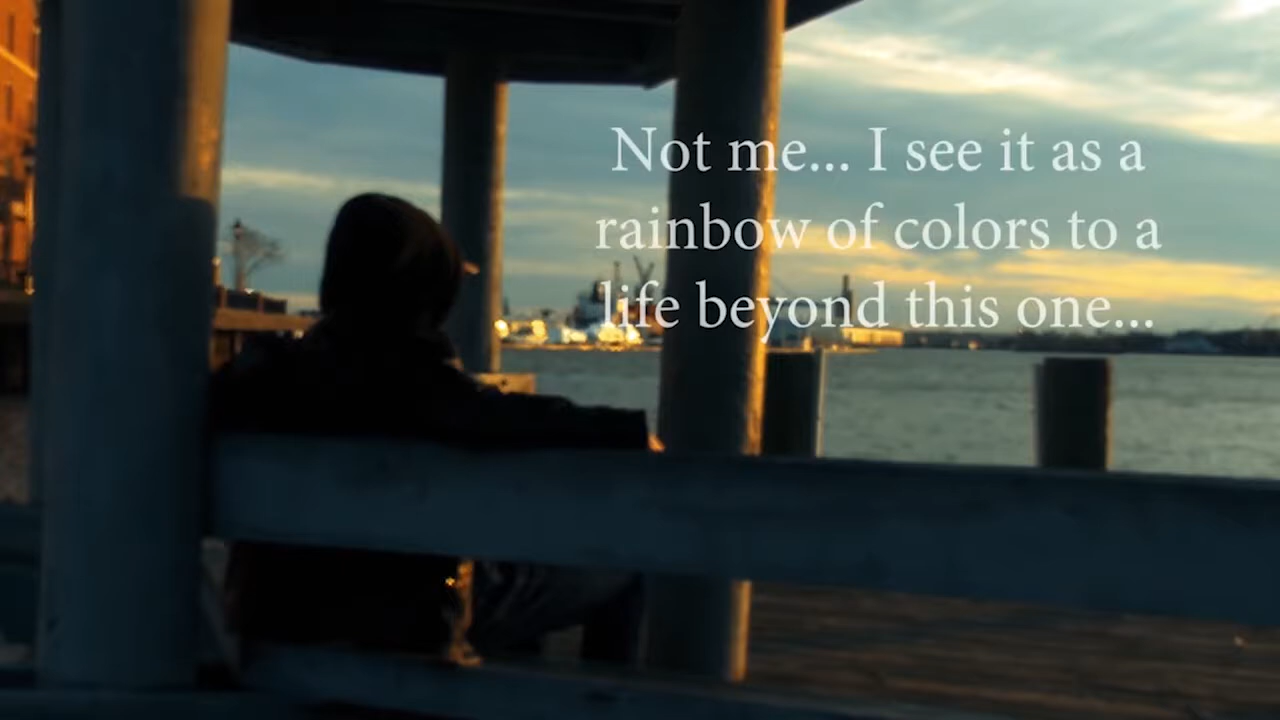 Not me... I see it as a
rainbow of colors to a
life beyond this one...